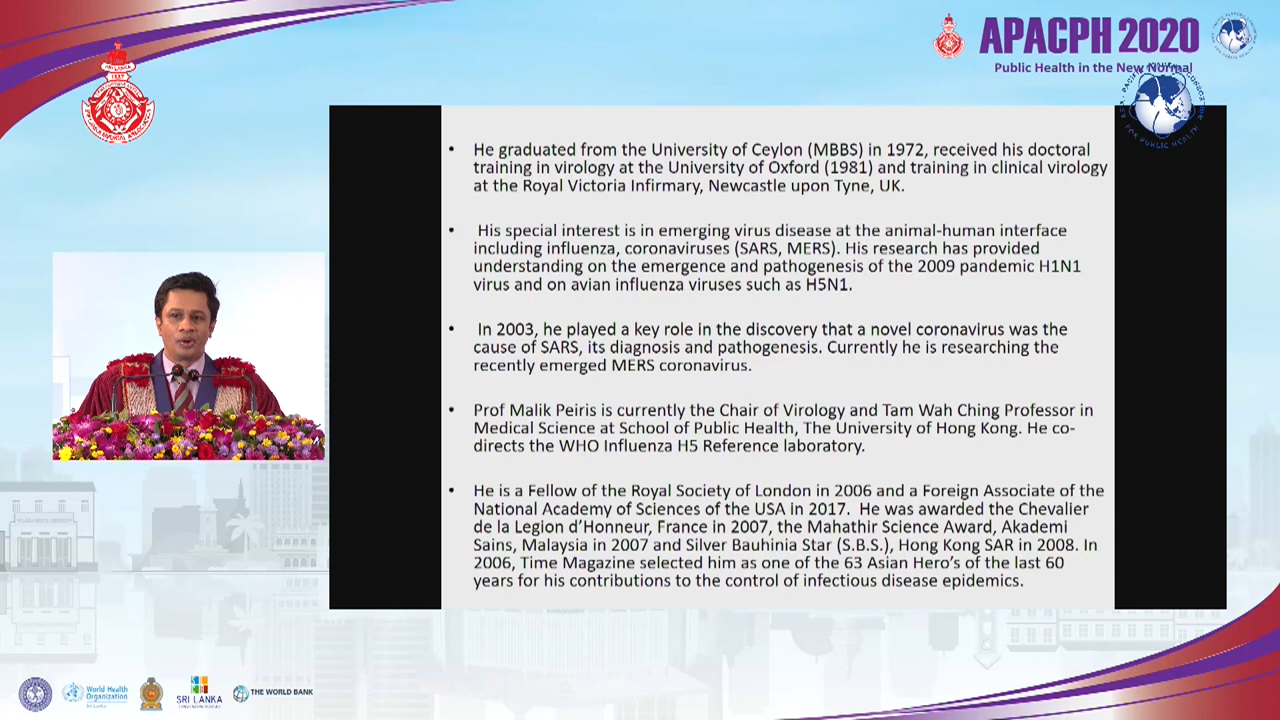 APACPH 2020
Public Health in the New Normal
SRI LANKA
1887
SRI LANKA MEDICAL ASSOCIATION
FOR PUBLIC HEALTH
• He graduated from the University of Ceylon (MBBS) in 1972, received his doctoral
training in virology at the University of Oxford (1981) and training in clinical virology
at the Royal Victoria Infirmary, Newcastle upon Tyne, UK.
• His special interest is in emerging virus disease at the animal-human interface
including influenza, coronaviruses (SARS, MERS). His research has provided
understanding on the emergence and pathogenesis of the 2009 pandemic H1N1
virus and on avian influenza viruses such as H5N1.
• In 2003, he played a key role in the discovery that a novel coronavirus was the
cause of SARS, its diagnosis and pathogenesis. Currently he is researching the
recently emerged MERS coronavirus.
• Prof Malik Peiris is currently the Chair of Virology and Tam Wah Ching Professor in
Medical Science at School of Public Health, The University of Hong Kong. He co-
directs the WHO Influenza H5 Reference laboratory.
• He is a Fellow of the Royal Society of London in 2006 and a Foreign Associate of the
National Academy of Sciences of the USA in 2017.  He was awarded the Chevalier
de la Legion d’Honneur, France in 2007, the Mahathir Science Award, Akademi
Sains, Malaysia in 2007 and Silver Bauhinia Star (S.B.S.), Hong Kong SAR in 2008. In
2006, Time Magazine selected him as one of the 63 Asian Hero’s of the last 60
years for his contributions to the control of infectious disease epidemics.
World Health
Organization
Sri Lanka
SRI LANKA
THE WORLD BANK